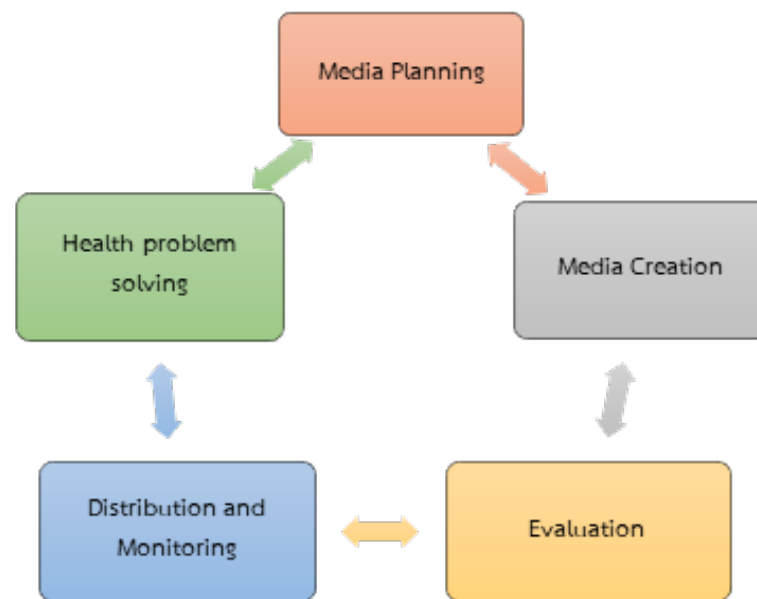 Media Planning
Health problem
solving
Media Creation
Distribution and
Monitoring
Evaluation